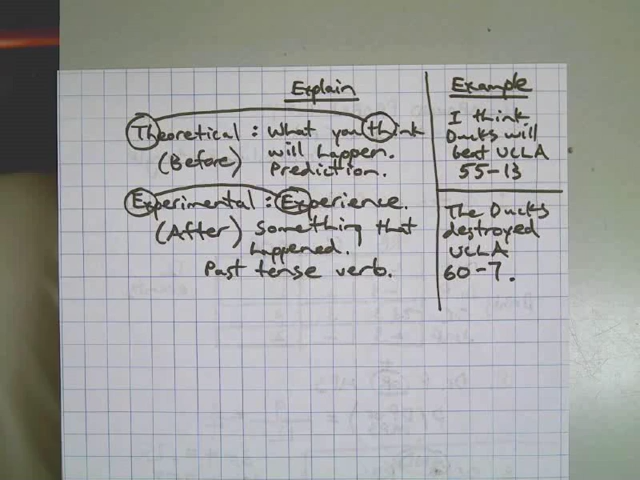 Explain
Theoretical : What you think
(Before) will happen.
Prediction.
Experimental : Experience.
(After) Something that
happened.
Past tense verb.
Example
I think
Ducks will
beat UCLA
55-13
The Ducks
destroyed
UCLA
60-7.